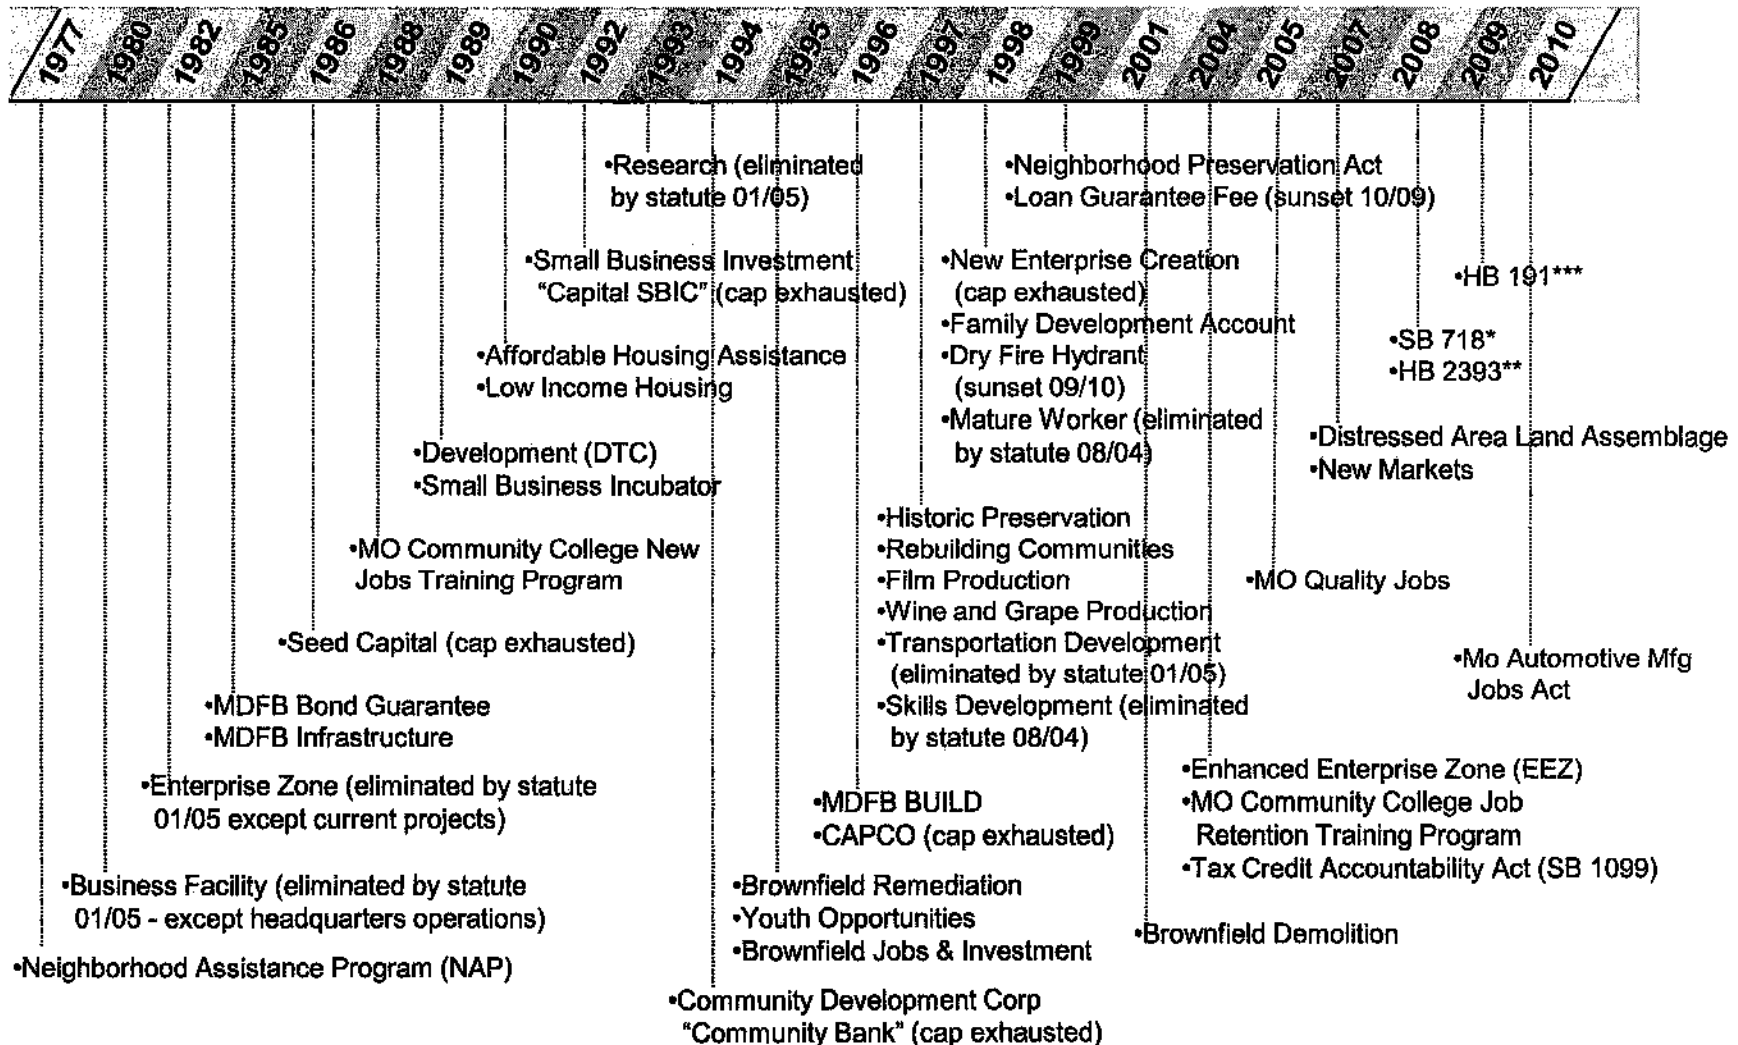 1977
1980
1982
1985
1986
1988
1989
1990
1992
1993
1994
1995
1996
1997
1998
1999
2001
2004
2005
2007
2008
2009
2010
•Research (eliminated
by statute 01/05)
•Neighborhood Preservation Act
•Loan Guarantee Fee (sunset 10/09)
•Small Business Investment
"Capital SBIC" (cap exhausted)
•New Enterprise Creation
(cap exhausted)
•Family Development Account
•Dry Fire Hydrant
(sunset 09/10)
•Mature Worker (eliminated
by statute 08/04)
•HB 191***
•SB 718*
•HB 2393**
•Affordable Housing Assistance
•Low Income Housing
•Distressed Area Land Assemblage
•New Markets
•Development (DTC)
•Small Business Incubator
•Historic Preservation
•Rebuilding Communities
•Film Production
•Wine and Grape Production
•Transportation Development
(eliminated by statute 01/05)
•Skills Development (eliminated
by statute 08/04)
•MO Community College New
Jobs Training Program
•MO Quality Jobs
•Seed Capital (cap exhausted)
•Mo Automotive Mfg
Jobs Act
•MDFB Bond Guarantee
•MDFB Infrastructure
•Enterprise Zone (eliminated by statute
01/05 except current projects)
•MDFB BUILD
•CAPCO (cap exhausted)
•Enhanced Enterprise Zone (EEZ)
•MO Community College Job
Retention Training Program
•Tax Credit Accountability Act (SB 1099)
•Business Facility (eliminated by statute
01/05 - except headquarters operations)
•Brownfield Remediation
•Youth Opportunities
•Brownfield Jobs & Investment
•Brownfield Demolition
•Neighborhood Assistance Program (NAP)
•Community Development Corp
"Community Bank" (cap exhausted)